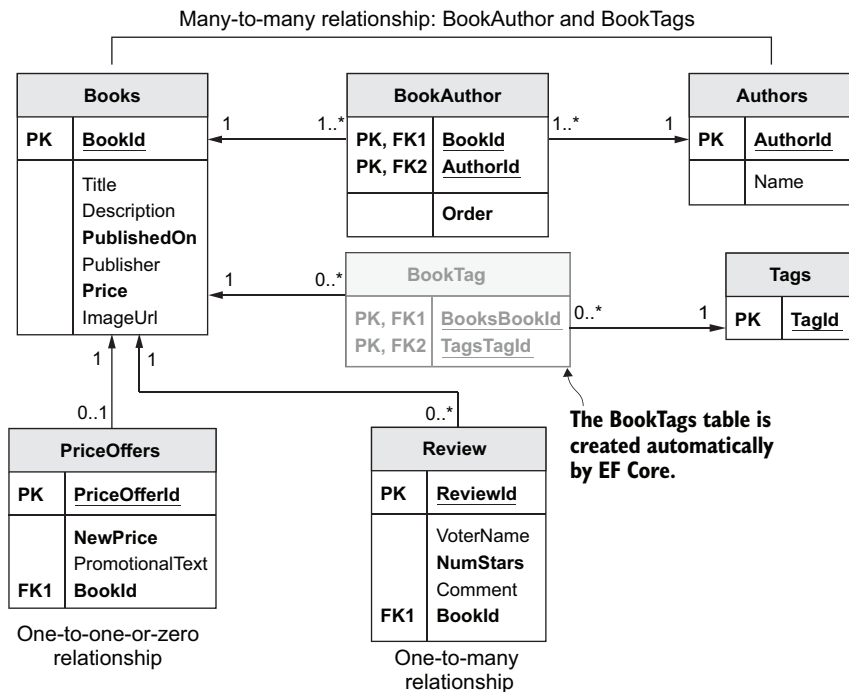 Many-to-many relationship: BookAuthor and BookTags
Books
PK BookId
Title
Description
PublishedOn
Publisher
Price
ImageUrl
1 1..*
BookAuthor
PK, FK1 BookId
PK, FK2 AuthorId
Order
1..* 1
Authors
PK AuthorId
Name
1 0..*
BookTag
PK, FK1 BooksBookId
PK, FK2 TagsTagId
0..* 1
Tags
PK TagId
The BookTags table is
created automatically
by EF Core.
1
0..1
PriceOffers
PK PriceOfferId
NewPrice
PromotionalText
FK1 BookId
One-to-one-or-zero
relationship
1
0..*
Review
PK ReviewId
VoterName
NumStars
Comment
FK1 BookId
One-to-many
relationship